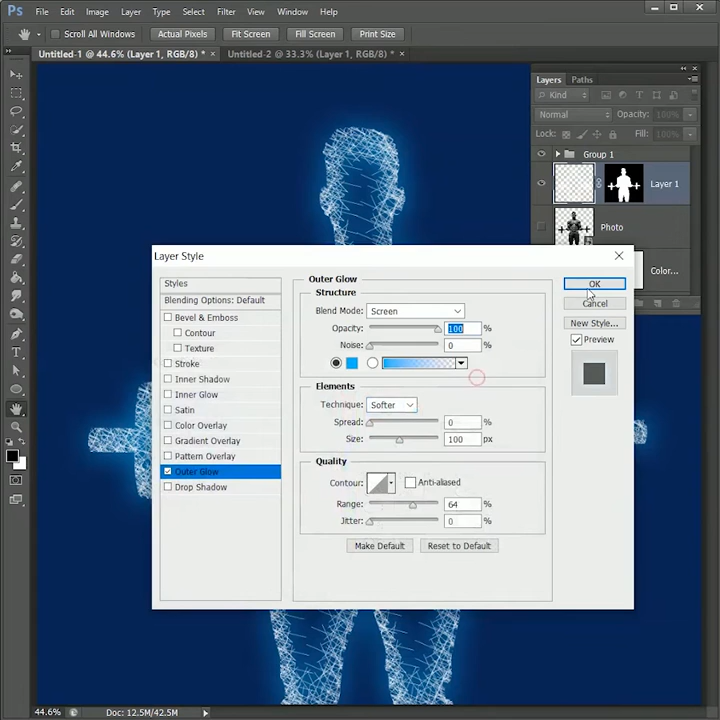 Ps File Edit Image Layer Type Select Filter View Window Help
Scroll All Windows Actual Pixels Fit Screen Fill Screen Print Size
Untitled-1 @ 44.6% (Layer 1, RGB/8) * × Untitled-2 @ 33.3% (Layer 1, RGB/8) * ×
Layers Paths
Kind
Normal Opacity: 100%
Lock: Fill: 100%
Group 1
Layer 1
Photo
Color...
Layer Style
Styles
Blending Options: Default
Bevel & Emboss
Contour
Texture
Stroke
Inner Shadow
Inner Glow
Satin
Color Overlay
Gradient Overlay
Pattern Overlay
Outer Glow
Drop Shadow
Outer Glow
Structure
Blend Mode: Screen
Opacity: 100 %
Noise: 0 %
Elements
Technique: Softer
Spread: 0 %
Size: 100 px
Quality
Contour: Anti-aliased
Range: 64 %
Jitter: 0 %
Make Default Reset to Default
OK
Cancel
New Style...
Preview
44.6% Doc: 12.5M/42.5M